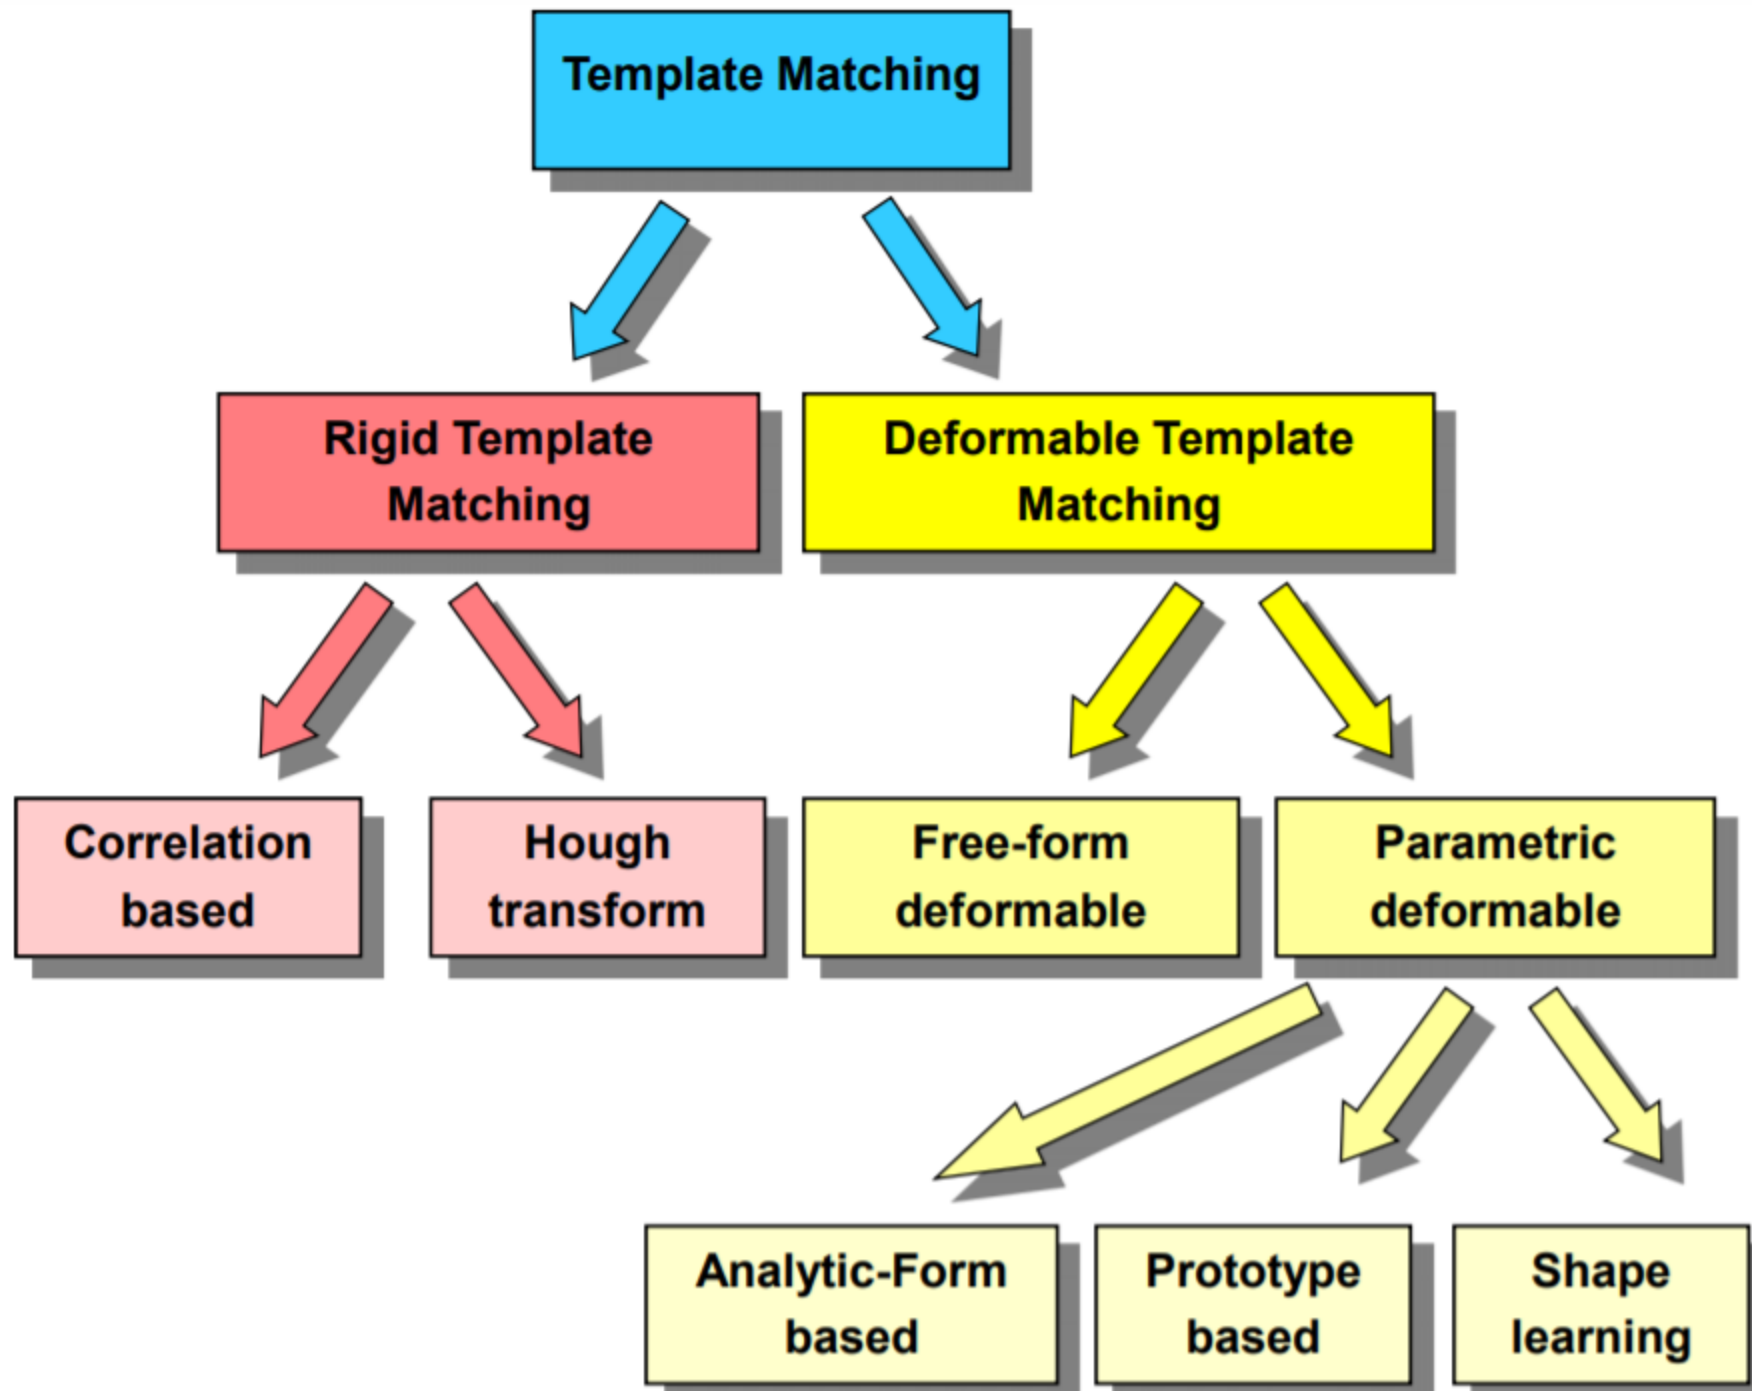 Template Matching
Rigid Template
Matching
Deformable Template
Matching
Correlation
based
Hough
transform
Free-form
deformable
Parametric
deformable
Analytic-Form
based
Prototype
based
Shape
learning